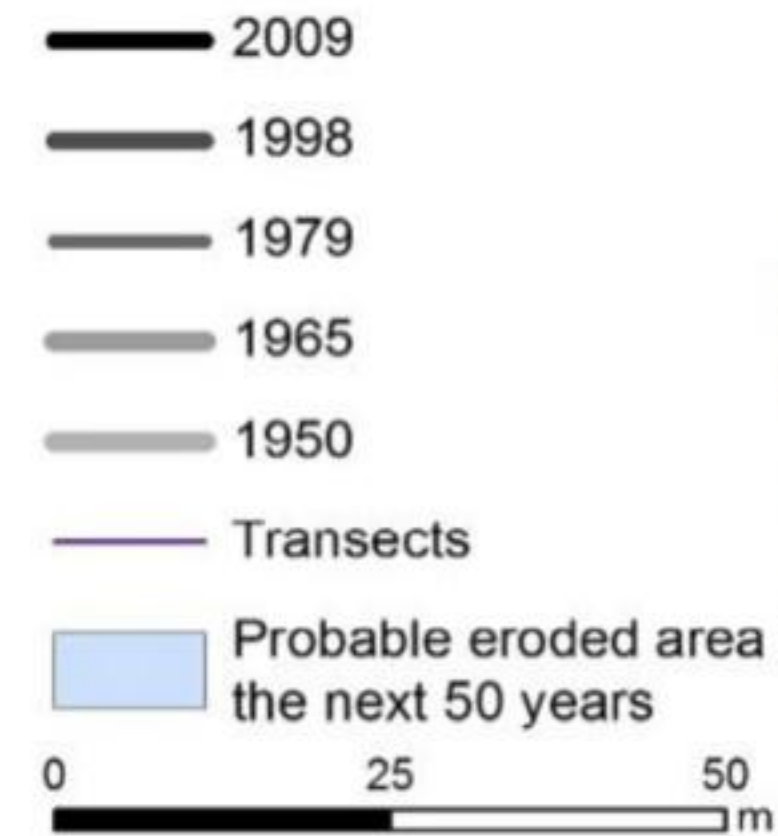 2009
1998
1979
1965
1950
Transects
Probable eroded area
the next 50 years
0 25 50
m